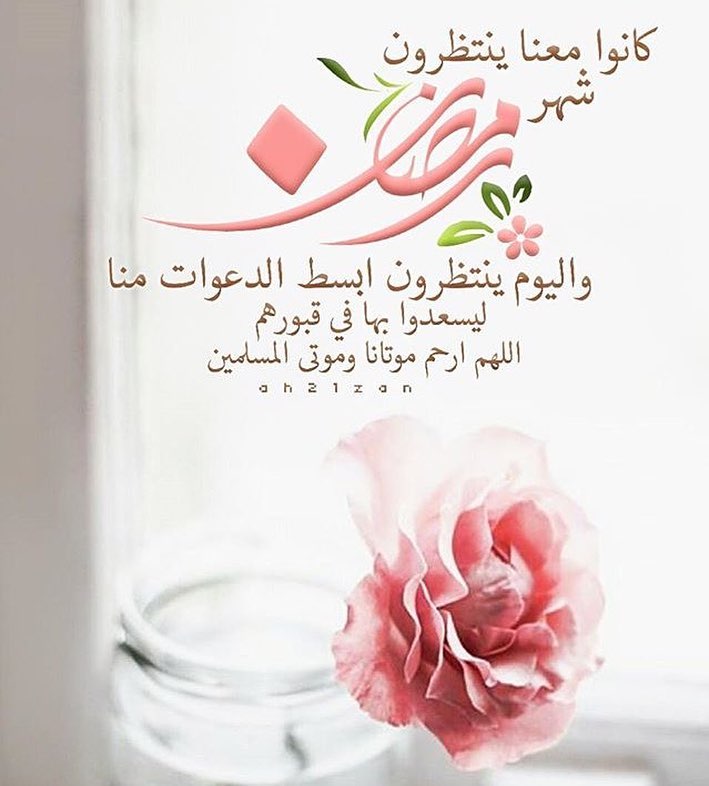 كانوا معنا ينتظرون
شهر
رمضان
واليوم ينتظرون ابسط الدعوات منا
ليسعدوا بها في قبورهم
اللهم ارحم موتانا وموتى المسلمين
ah21zan